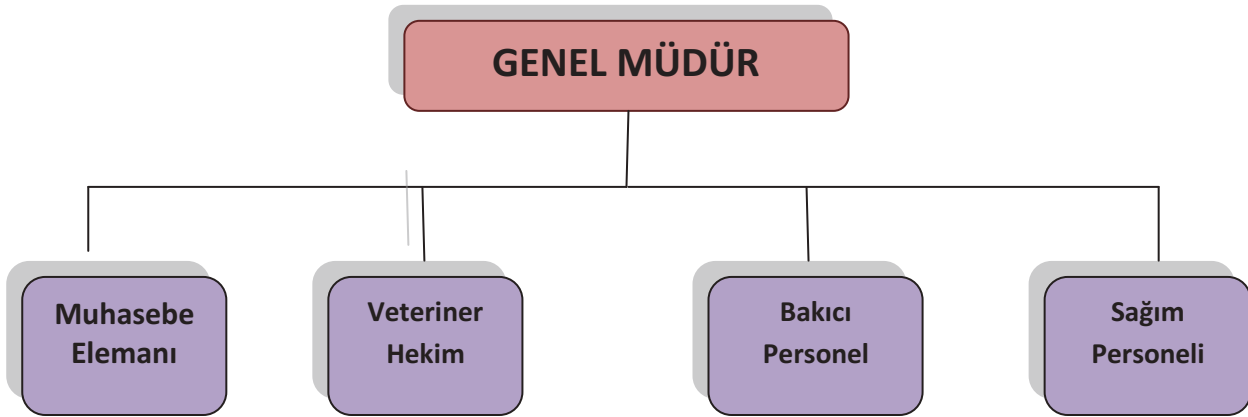 GENEL MÜDÜR
Muhasebe
Elemanı
Veteriner
Hekim
Bakıcı
Personel
Sağım
Personeli